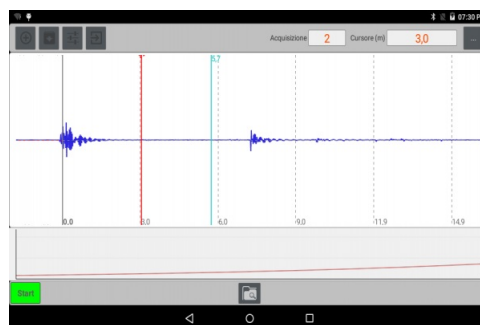 07:30 P
Acquisizione 2 Cursore (m) 3,0 ...
5,7
0.0 3,0 6,0 9,0 11,9 14,9
Start